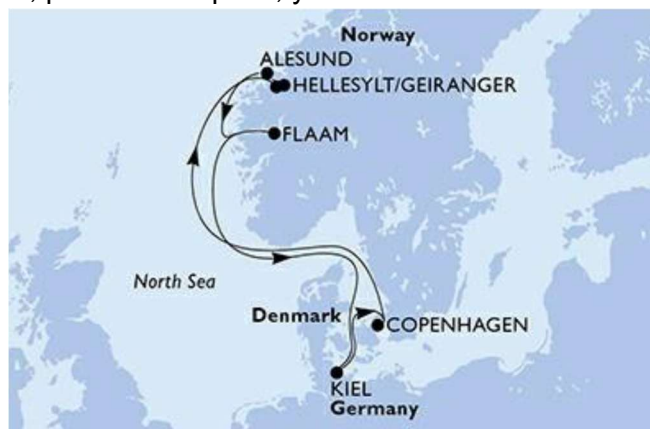 Norway
ALESUND
HELLESYLT/GEIRANGER
FLAAM
North Sea
Denmark
COPENHAGEN
KIEL
Germany